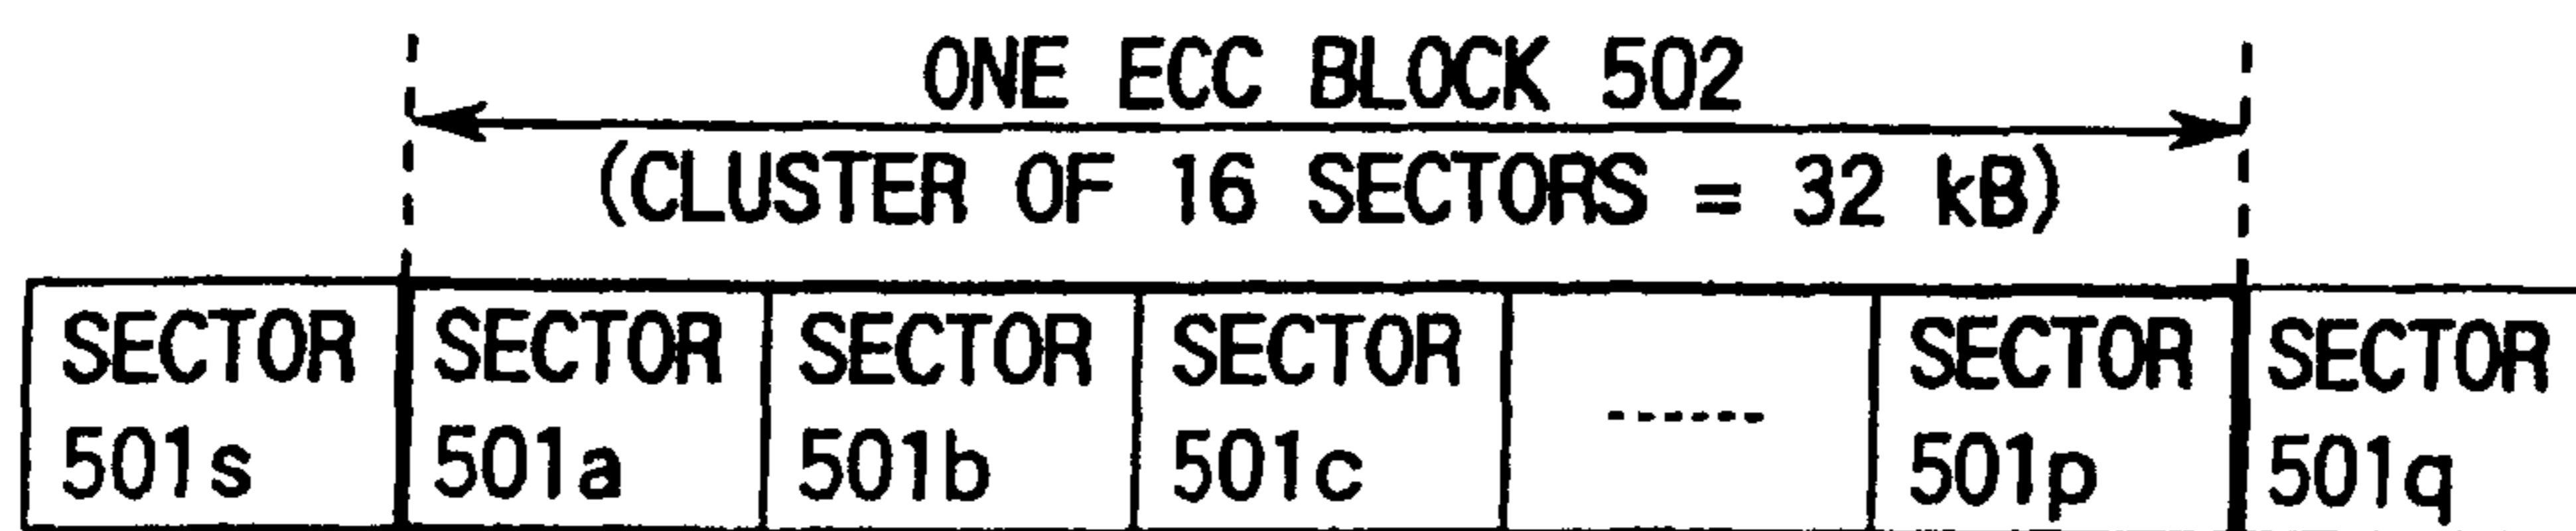 ONE ECC BLOCK 502
(CLUSTER OF 16 SECTORS = 32 kB)
SECTOR SECTOR SECTOR SECTOR ------ SECTOR SECTOR
501s 501a 501b 501c 501p 501q